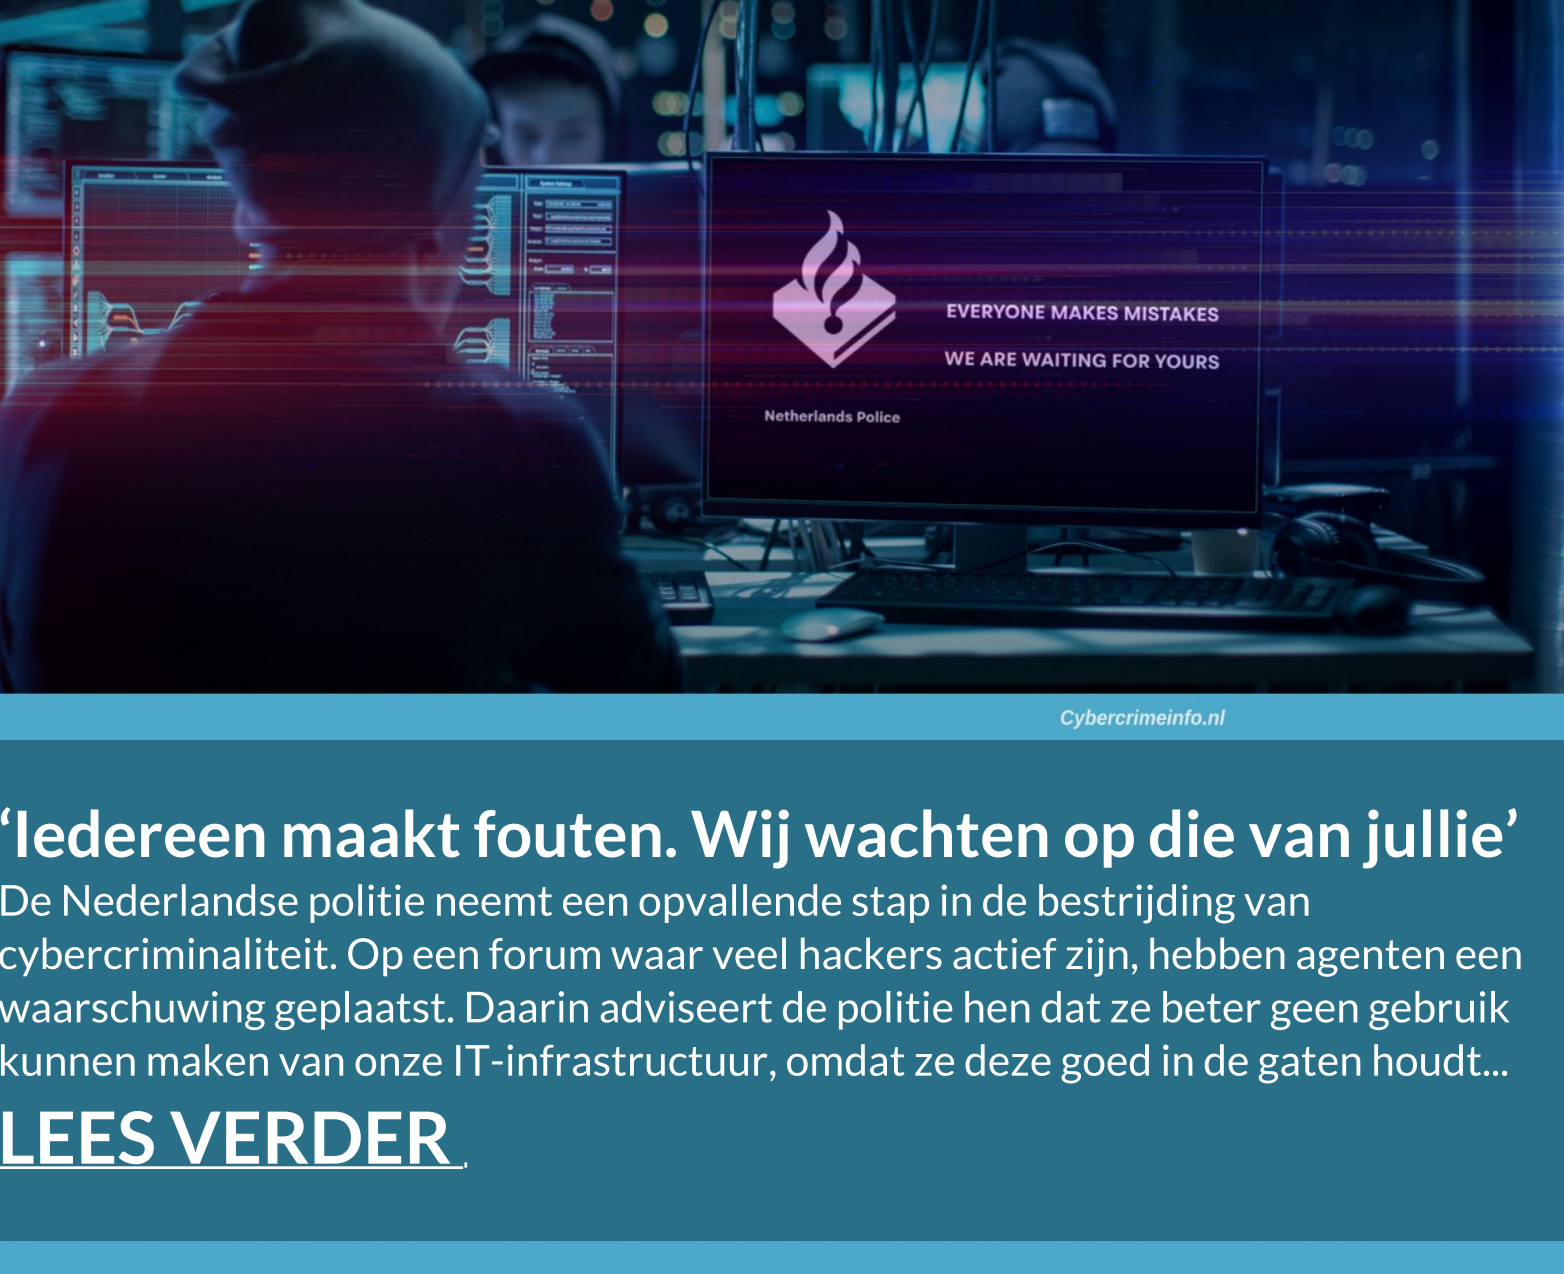 System Settings
EVERYONE MAKES MISTAKES
WE ARE WAITING FOR YOURS
Netherlands Police
Cybercrimeinfo.nl
‘Iedereen maakt fouten. Wij wachten op die van jullie’
De Nederlandse politie neemt een opvallende stap in de bestrijding van
cybercriminaliteit. Op een forum waar veel hackers actief zijn, hebben agenten een
waarschuwing geplaatst. Daarin adviseert de politie hen dat ze beter geen gebruik
kunnen maken van onze IT-infrastructuur, omdat ze deze goed in de gaten houdt...
LEES VERDER .